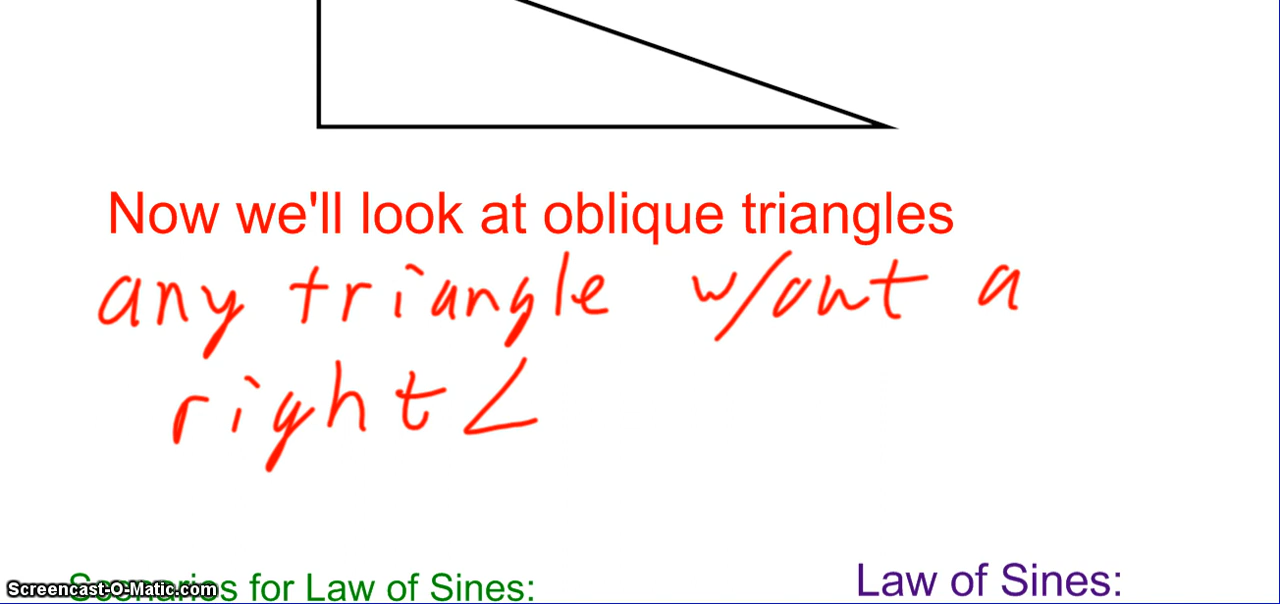 Now we'll look at oblique triangles
any triangle w/out a
right ∠
Scenarios for Law of Sines:
Law of Sines:
Screencast-O-Matic.com